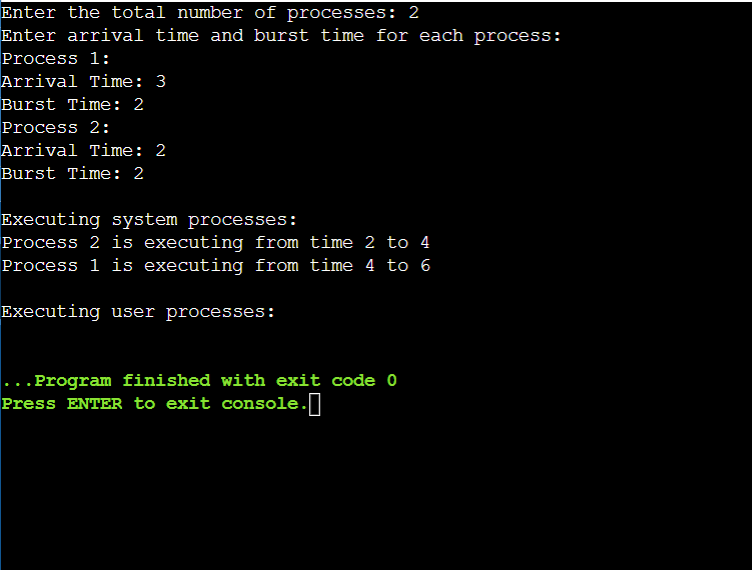 Enter the total number of processes: 2
Enter arrival time and burst time for each process:
Process 1:
Arrival Time: 3
Burst Time: 2
Process 2:
Arrival Time: 2
Burst Time: 2
Executing system processes:
Process 2 is executing from time 2 to 4
Process 1 is executing from time 4 to 6
Executing user processes:
...Program finished with exit code 0
Press ENTER to exit console.